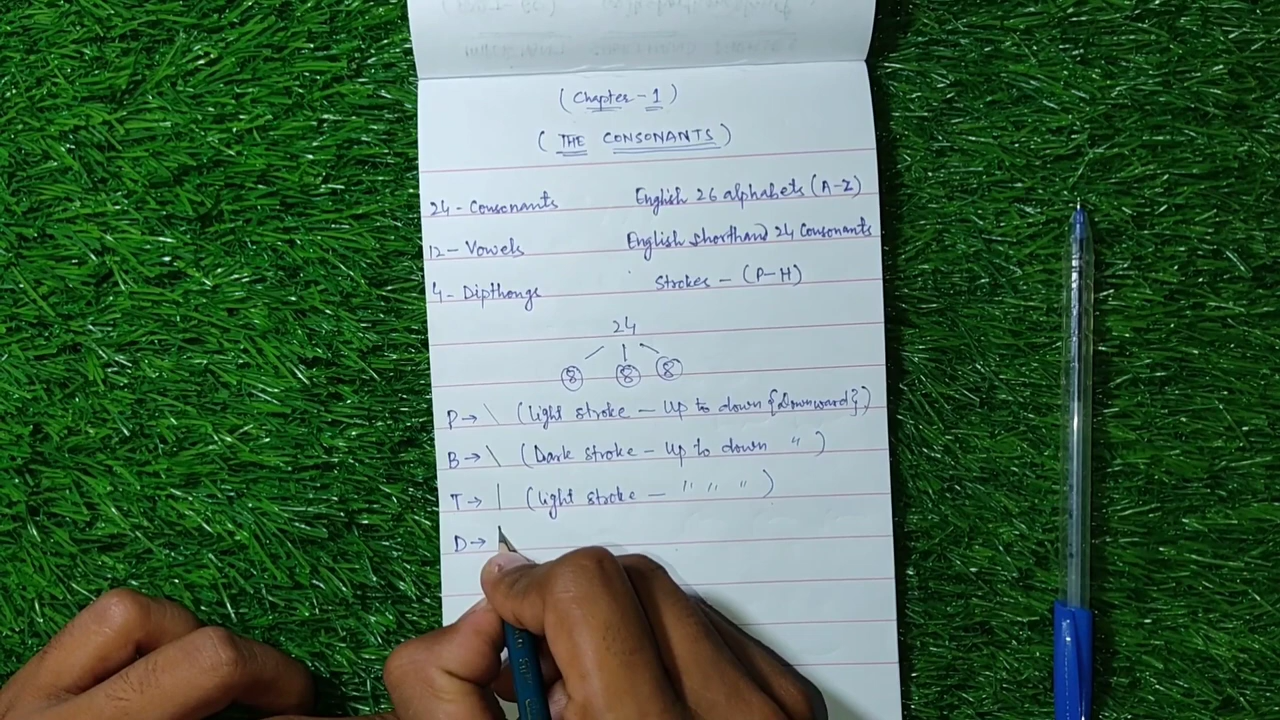 (Chapter-1)
(THE CONSONANTS)
24-Consonants English 26 alphabets (A-Z)
12-Vowels English shorthand 24 Consonants
4-Dipthongs Strokes - (P-H)
24
8 8 8
P→ \ (Light stroke - Up to down {Downward})
B→ \ (Dark stroke - Up to down ")
T→ | (light stroke - " " ")
D→